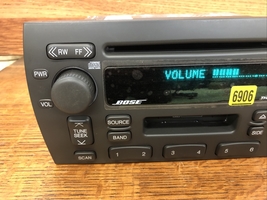 RW FF
PWR
VOLUME
6906
VOL
BOSE
SOURCE
TUNE
SEEK
BAND
SCAN
1 2 3 4 5 6